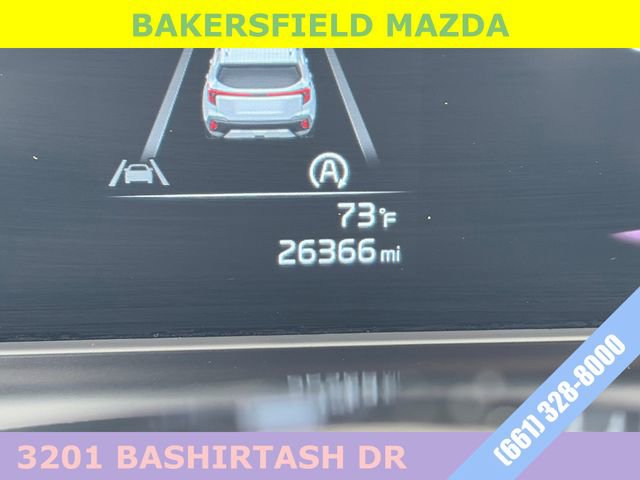 BAKERSFIELD MAZDA
A
73°F
26366 mi
(661) 328-8000
3201 BASHIRTASH DR